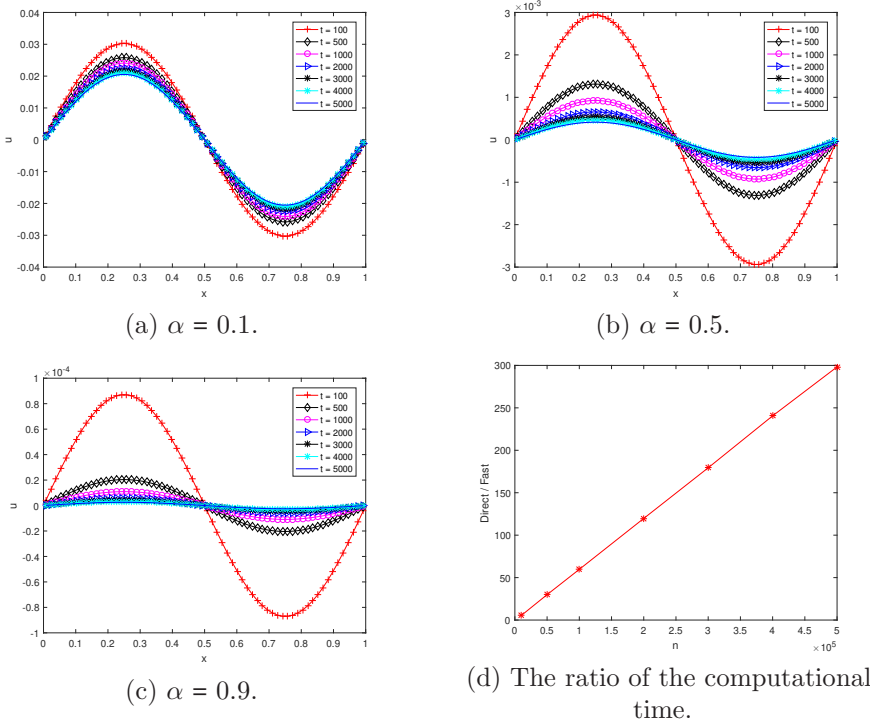 0.04
0.03
0.02
0.01
0
-0.01
-0.02
-0.03
-0.04
u
0 0.1 0.2 0.3 0.4 0.5 0.6 0.7 0.8 0.9 1
x
t = 100
t = 500
t = 1000
t = 2000
t = 3000
t = 4000
t = 5000
(a) α = 0.1.
×10⁻³
3
2
1
0
-1
-2
-3
u
0 0.1 0.2 0.3 0.4 0.5 0.6 0.7 0.8 0.9 1
x
t = 100
t = 500
t = 1000
t = 2000
t = 3000
t = 4000
t = 5000
(b) α = 0.5.
×10⁻⁴
1
0.8
0.6
0.4
0.2
0
-0.2
-0.4
-0.6
-0.8
-1
u
0 0.1 0.2 0.3 0.4 0.5 0.6 0.7 0.8 0.9 1
x
t = 100
t = 500
t = 1000
t = 2000
t = 3000
t = 4000
t = 5000
(c) α = 0.9.
300
250
200
150
100
50
0
Direct / Fast
0 0.5 1 1.5 2 2.5 3 3.5 4 4.5 5
n
×10⁵
(d) The ratio of the computational
time.